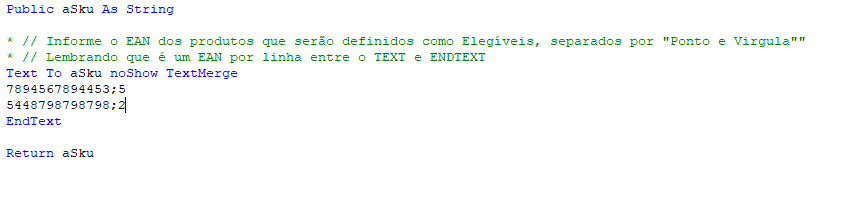 Public aSku As String
* // Informe o EAN dos produtos que serão definidos como Elegíveis, separados por "Ponto e Virgula""
* // Lembrando que é um EAN por linha entre o TEXT e ENDTEXT
Text To aSku noShow TextMerge
7894567894453;5
5448798798798;2
EndText
Return aSku